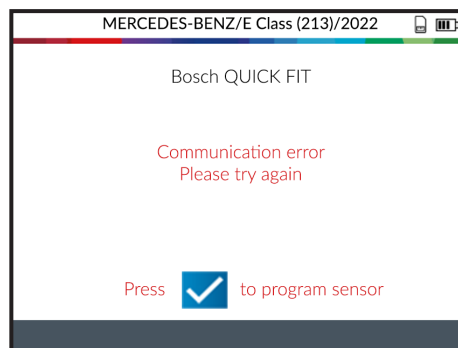 MERCEDES-BENZ/E Class (213)/2022
Bosch QUICK FIT
Communication error
Please try again
Press to program sensor